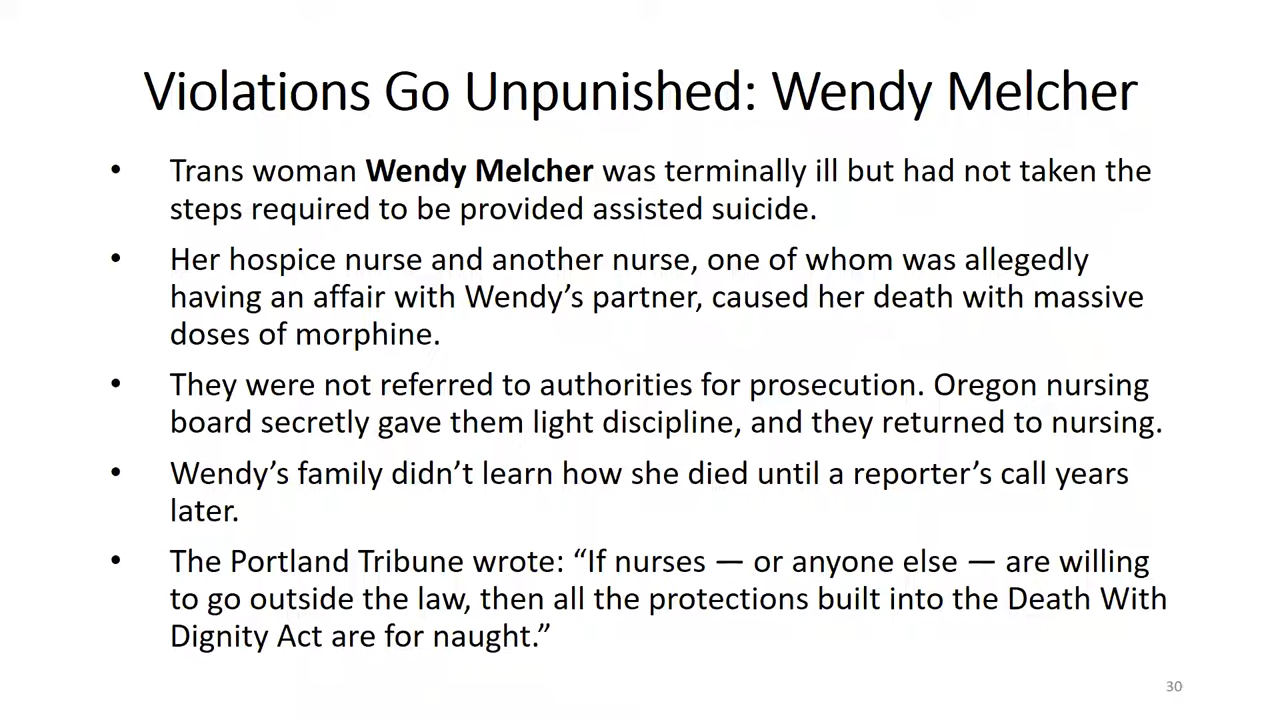 Violations Go Unpunished: Wendy Melcher
• Trans woman Wendy Melcher was terminally ill but had not taken the
steps required to be provided assisted suicide.
• Her hospice nurse and another nurse, one of whom was allegedly
having an affair with Wendy’s partner, caused her death with massive
doses of morphine.
• They were not referred to authorities for prosecution. Oregon nursing
board secretly gave them light discipline, and they returned to nursing.
• Wendy’s family didn’t learn how she died until a reporter’s call years
later.
• The Portland Tribune wrote: “If nurses — or anyone else — are willing
to go outside the law, then all the protections built into the Death With
Dignity Act are for naught.”
30